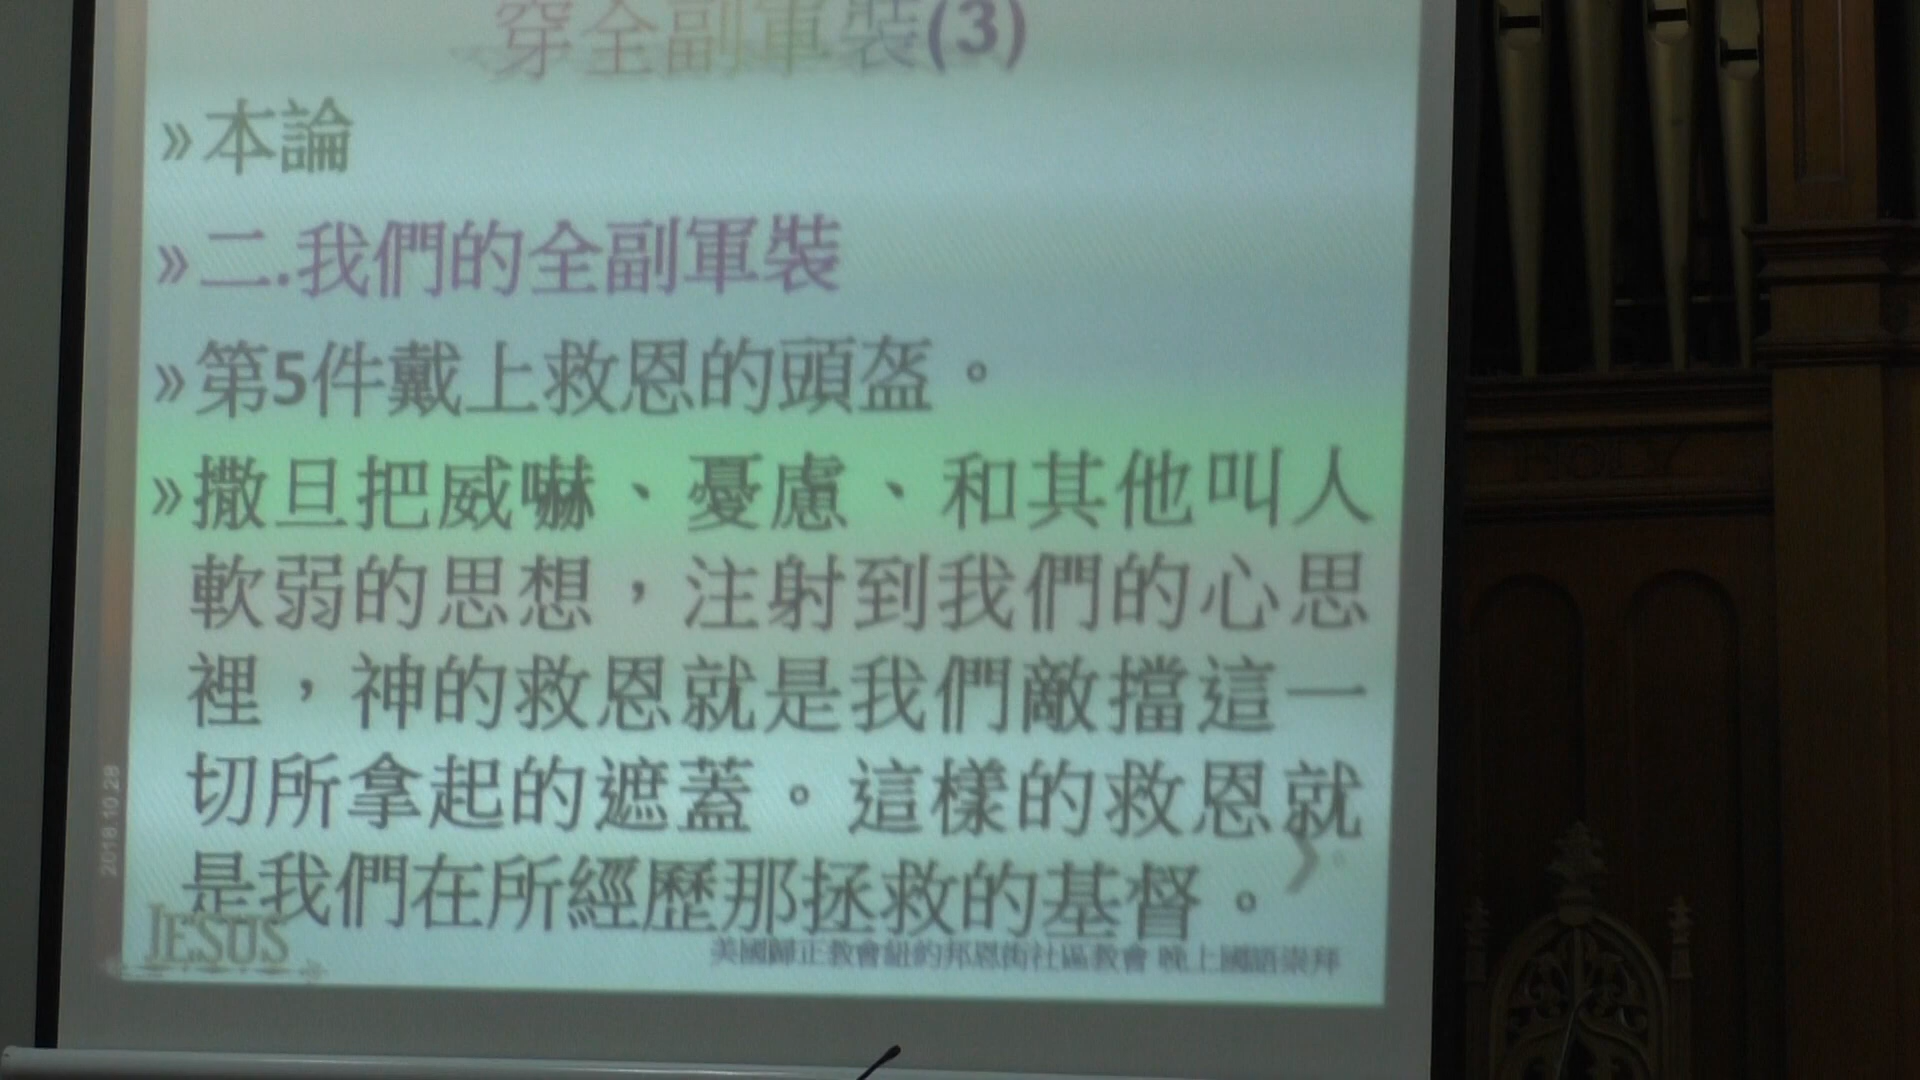 穿全副軍裝(3)
»本論
»二.我們的全副軍裝
»第5件戴上救恩的頭盔。
»撒旦把威嚇、憂慮、和其他叫人
軟弱的思想，注射到我們的心思
裡，神的救恩就是我們敵擋這一
切所拿起的遮蓋。這樣的救恩就
是我們在所經歷那拯救的基督。
JESUS
美國歸正教會紐約邦恩街社區教會 晚上國語崇拜
2018.10.28
HOLY